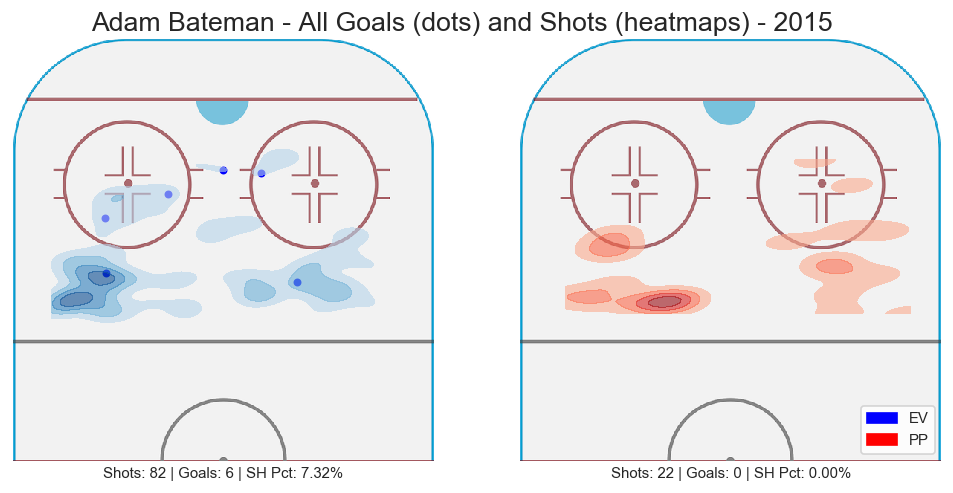 Adam Bateman - All Goals (dots) and Shots (heatmaps) - 2015
EV
PP
Shots: 82 | Goals: 6 | SH Pct: 7.32%
Shots: 22 | Goals: 0 | SH Pct: 0.00%